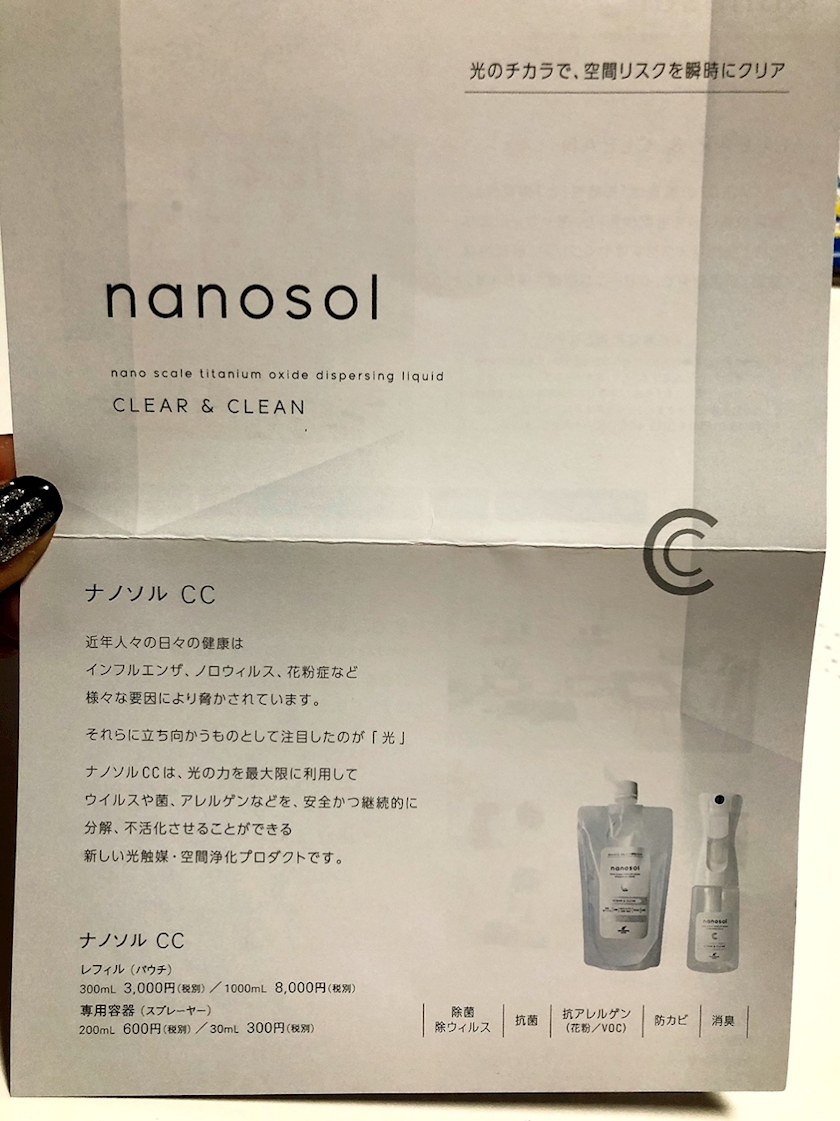 光のチカラで、空間リスクを瞬時にクリア
nanosol
nano scale titanium oxide dispersing liquid
CLEAR & CLEAN
CC
ナノソル CC
近年人々の日々の健康は
インフルエンザ、ノロウィルス、花粉症など
様々な要因により脅かされています。
それらに立ち向かうものとして注目したのが「光」
ナノソルCCは、光の力を最大限に利用して
ウイルスや菌、アレルゲンなどを、安全かつ継続的に
分解、不活化させることができる
新しい光触媒・空間浄化プロダクトです。
nanosol
nanosol
ナノソル CC
レフィル（パウチ）
300mL 3,000円（税別）／1000mL 8,000円（税別）
専用容器（スプレーヤー）
200mL 600円（税別）／30mL 300円（税別）
除菌
除ウィルス
抗菌
抗アレルゲン
（花粉／VOC）
防カビ
消臭